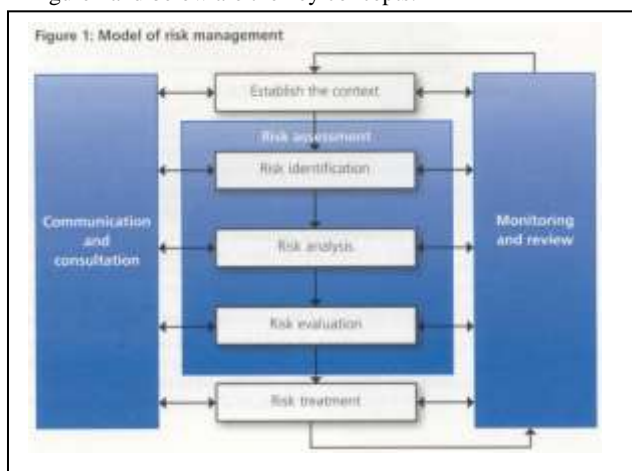 Figure 1: Model of risk management
Establish the context
Risk assessment
Risk identification
Communication
and
consultation
Monitoring
and review
Risk analysis
Risk evaluation
Risk treatment